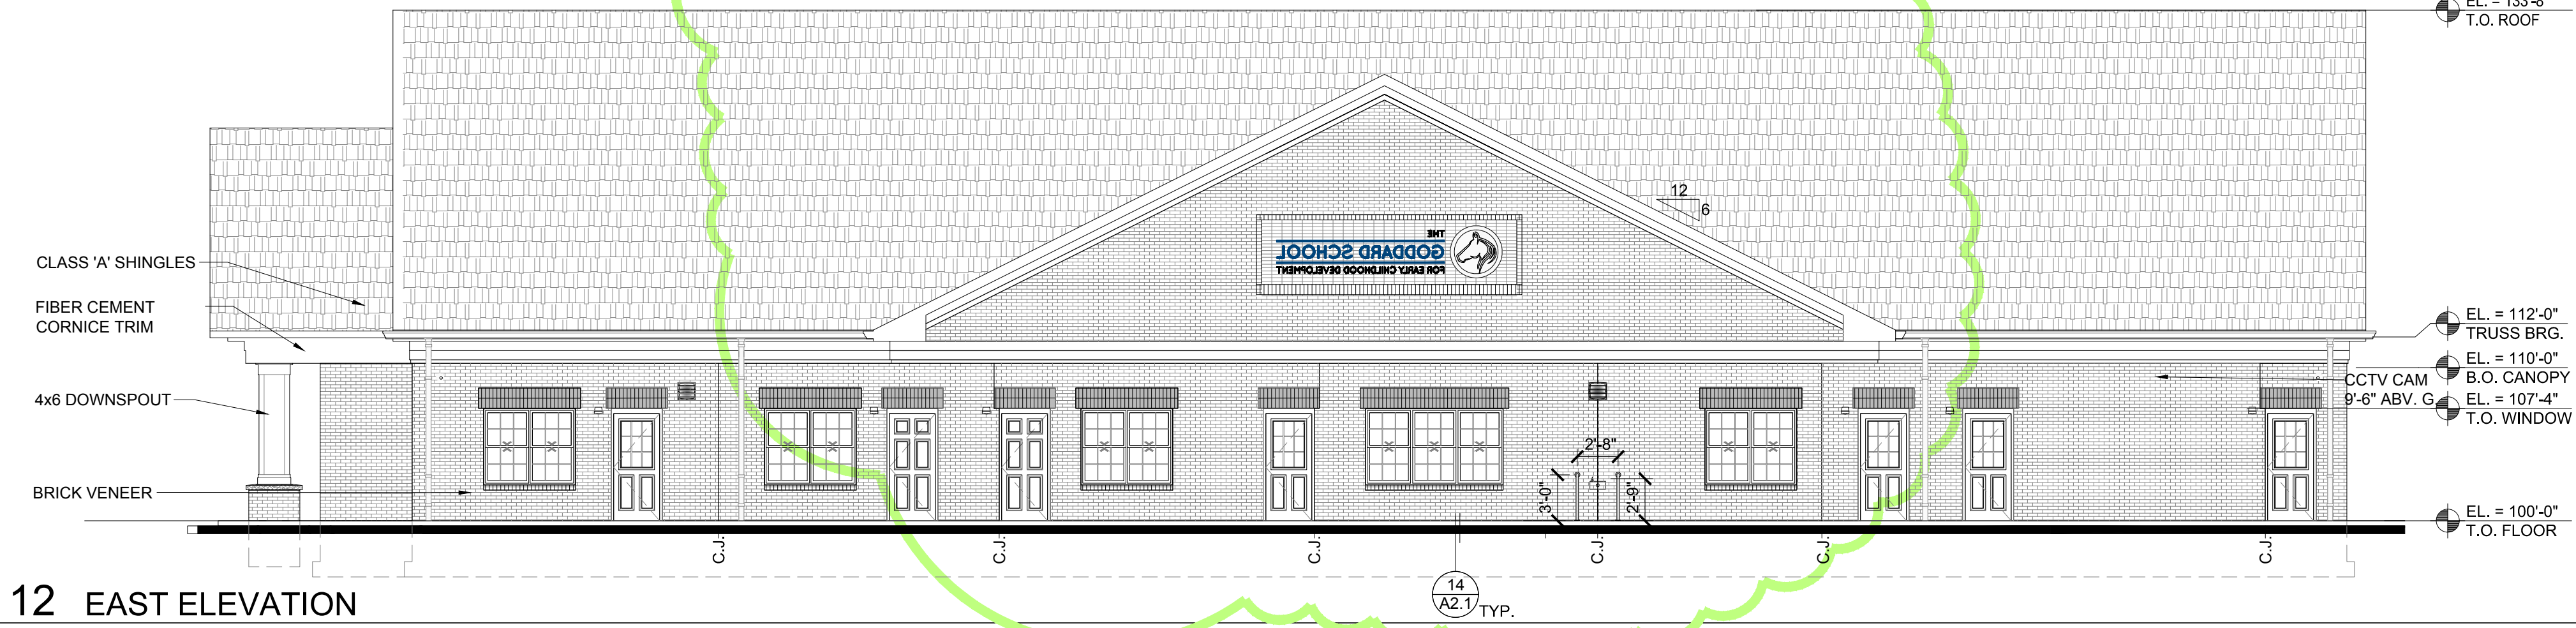 EL. = 133'-8"
T.O. ROOF
12
6
THE
GODDARD SCHOOL
FOR EARLY CHILDHOOD DEVELOPMENT
CLASS 'A' SHINGLES
FIBER CEMENT
CORNICE TRIM
4x6 DOWNSPOUT
BRICK VENEER
EL. = 112'-0"
TRUSS BRG.
EL. = 110'-0"
B.O. CANOPY
CCTV CAM
9'-6" ABV. G.
EL. = 107'-4"
T.O. WINDOW
2'-8"
3'-0"
2'-9"
EL. = 100'-0"
T.O. FLOOR
C.J.
C.J.
C.J.
C.J.
C.J.
C.J.
14
A2.1
TYP.
12 EAST ELEVATION